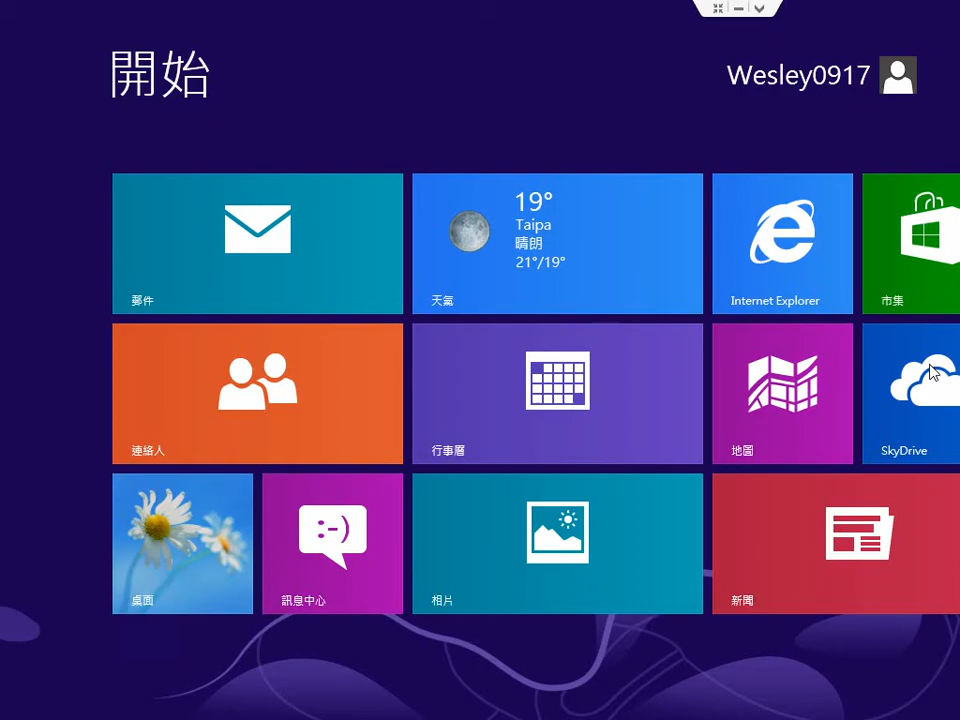 開始
Wesley0917
郵件
19°
Taipa
晴朗
21°/19°
天氣
Internet Explorer
市集
連絡人
行事曆
地圖
SkyDrive
桌面
:-)
訊息中心
相片
新聞